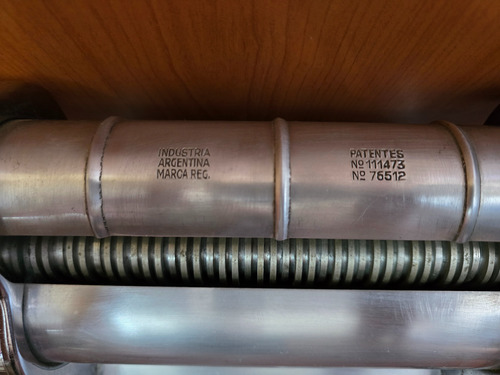 INDUSTRIA
ARGENTINA
MARCA REG.
PATENTES
No 111473
No 76512